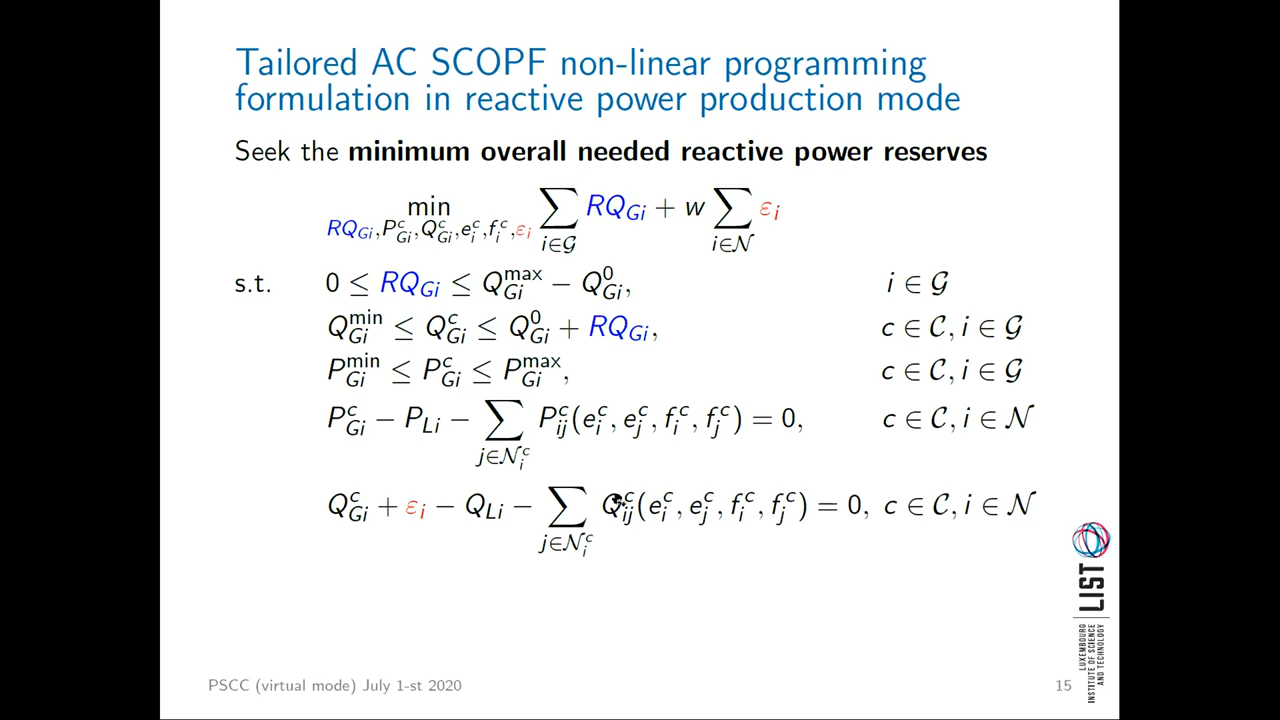 Tailored AC SCOPF non-linear programming
formulation in reactive power production mode
Seek the minimum overall needed reactive power reserves
min_{RQ_{Gi}, P^c_{Gi}, Q^c_{Gi}, e^c_i, f^c_i, ε_i} ∑_{i∈𝒢} RQ_{Gi} + w ∑_{i∈𝒩} ε_i
s.t. 0 ≤ RQ_{Gi} ≤ Q^{max}_{Gi} − Q^0_{Gi}, i ∈ 𝒢
Q^{min}_{Gi} ≤ Q^c_{Gi} ≤ Q^0_{Gi} + RQ_{Gi}, c ∈ 𝒞, i ∈ 𝒢
P^{min}_{Gi} ≤ P^c_{Gi} ≤ P^{max}_{Gi}, c ∈ 𝒞, i ∈ 𝒢
P^c_{Gi} − P_{Li} − ∑_{j∈𝒩^c_i} P^c_{ij}(e^c_i, e^c_j, f^c_i, f^c_j) = 0, c ∈ 𝒞, i ∈ 𝒩
Q^c_{Gi} + ε_i − Q_{Li} − ∑_{j∈𝒩^c_i} Q^c_{ij}(e^c_i, e^c_j, f^c_i, f^c_j) = 0, c ∈ 𝒞, i ∈ 𝒩
LIST
LUXEMBOURG
INSTITUTE OF SCIENCE
AND TECHNOLOGY
PSCC (virtual mode) July 1-st 2020
15